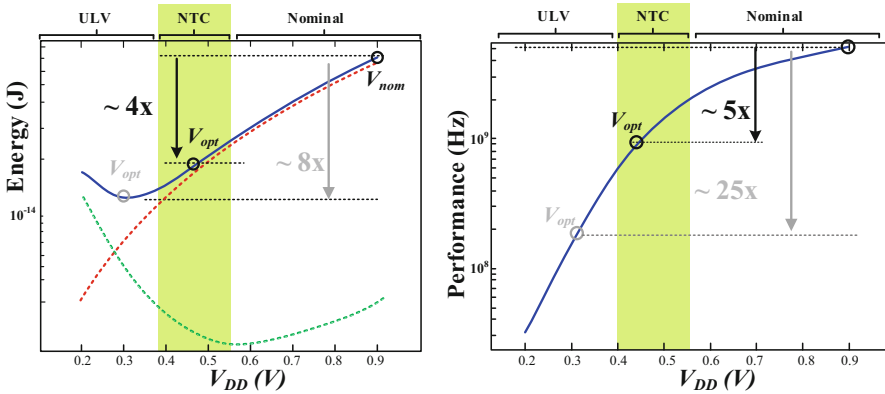 ULV NTC Nominal
Energy (J)
~ 4x
V_nom
V_opt
V_opt
~ 8x
10^-14
0.2 0.3 0.4 0.5 0.6 0.7 0.8 0.9
V_DD (V)
ULV NTC Nominal
Performance (Hz)
~ 5x
V_opt
10^9
~ 25x
V_opt
10^8
0.2 0.3 0.4 0.5 0.6 0.7 0.8 0.9
V_DD (V)